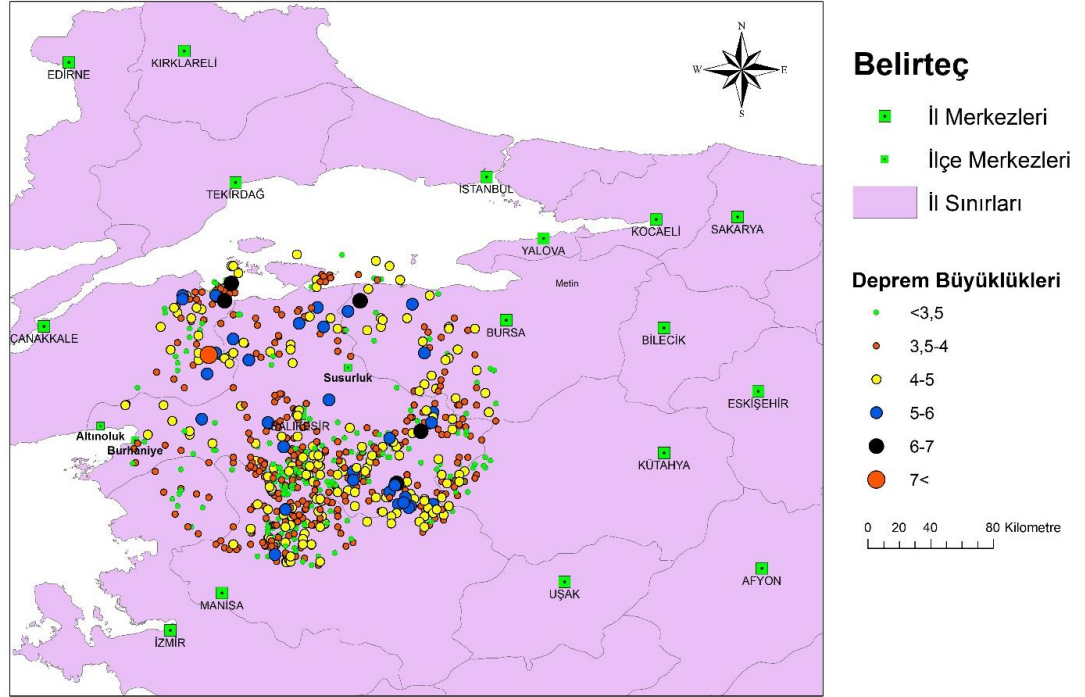 N
W
E
S
EDİRNE
KIRKLARELİ
TEKİRDAĞ
İSTANBUL
KOCAELİ
SAKARYA
YALOVA
Metin
ÇANAKKALE
BURSA
BİLECİK
Susurluk
ESKİŞEHİR
Altınoluk
BALIKESİR
Burhaniye
KÜTAHYA
MANİSA
UŞAK
AFYON
İZMİR
Belirteç
İl Merkezleri
İlçe Merkezleri
İl Sınırları
Deprem Büyüklükleri
<3,5
3,5-4
4-5
5-6
6-7
7<
0 20 40 80 Kilometre